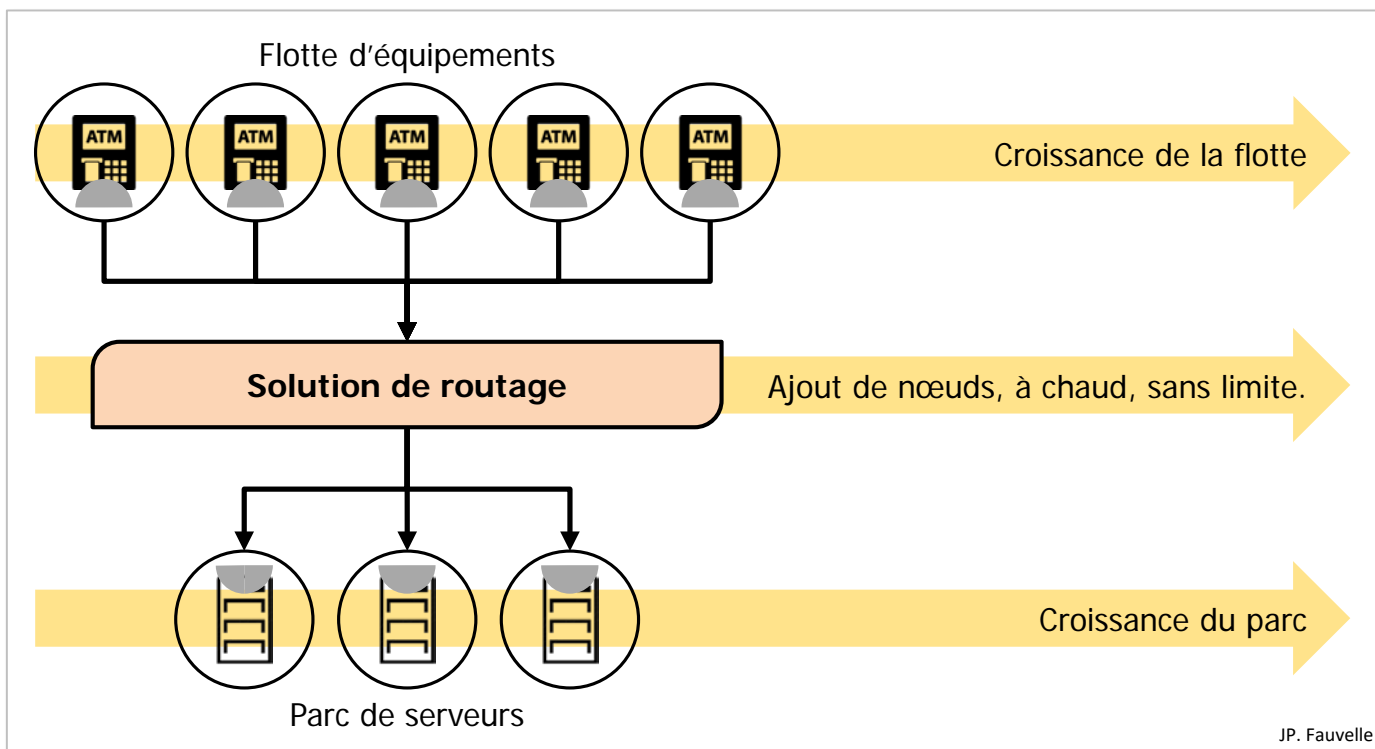 Flotte d’équipements
ATM
ATM
ATM
ATM
ATM
Croissance de la flotte
Solution de routage
Ajout de nœuds, à chaud, sans limite.
Croissance du parc
Parc de serveurs
JP. Fauvelle